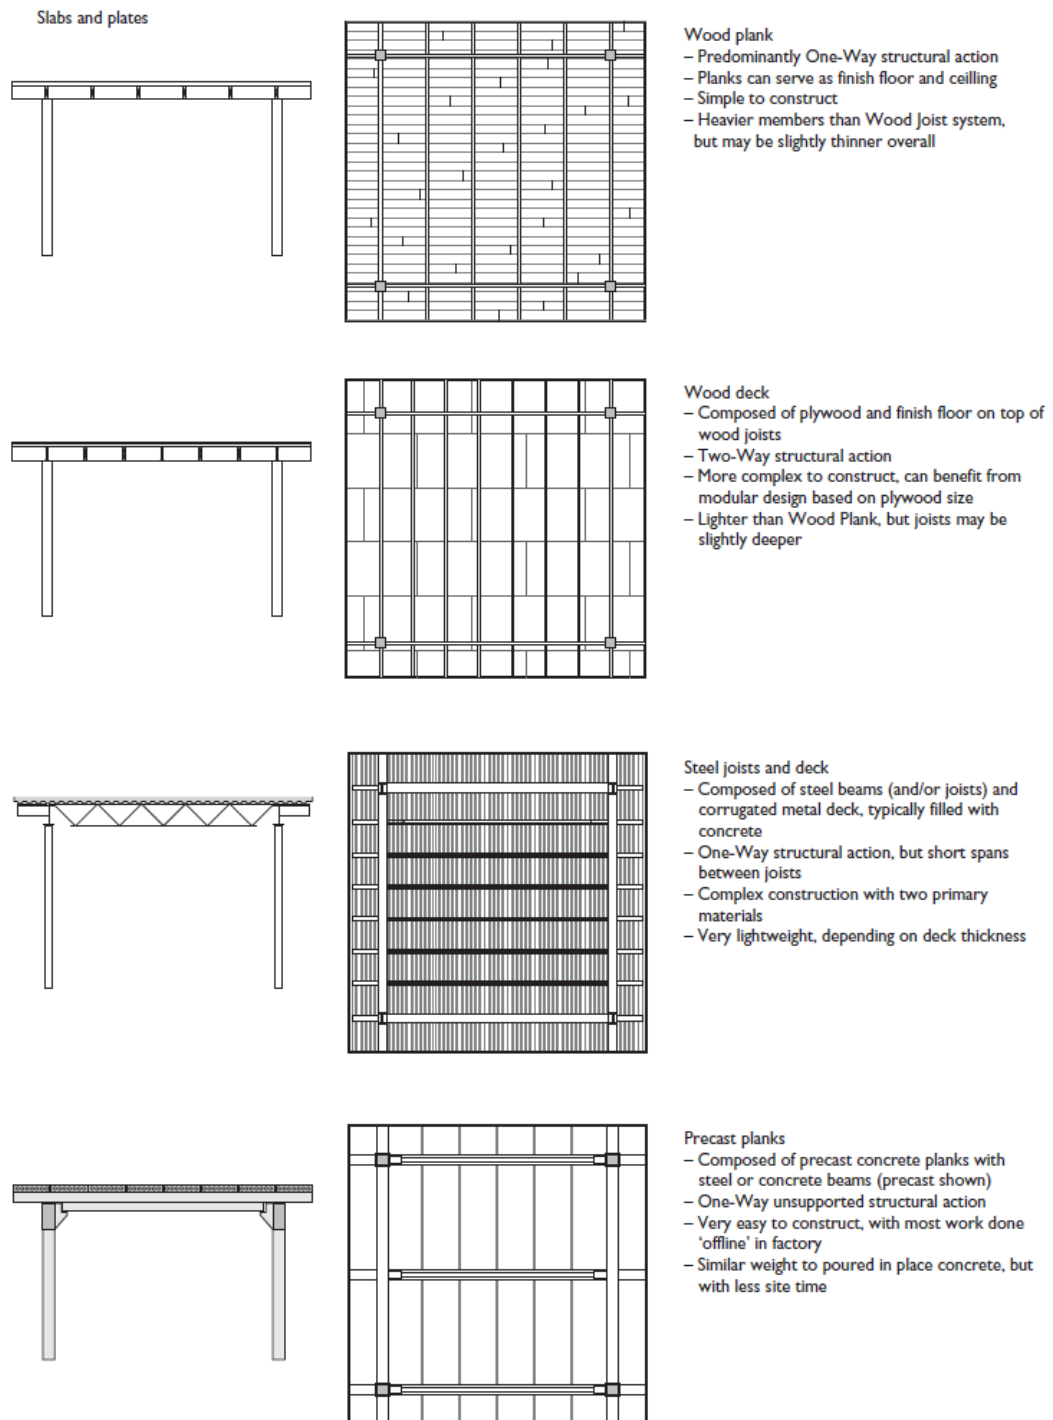 Slabs and plates
Wood plank
– Predominantly One-Way structural action
– Planks can serve as finish floor and ceilling
– Simple to construct
– Heavier members than Wood Joist system,
but may be slightly thinner overall
Wood deck
– Composed of plywood and finish floor on top of
wood joists
– Two-Way structural action
– More complex to construct, can benefit from
modular design based on plywood size
– Lighter than Wood Plank, but joists may be
slightly deeper
Steel joists and deck
– Composed of steel beams (and/or joists) and
corrugated metal deck, typically filled with
concrete
– One-Way structural action, but short spans
between joists
– Complex construction with two primary
materials
– Very lightweight, depending on deck thickness
Precast planks
– Composed of precast concrete planks with
steel or concrete beams (precast shown)
– One-Way unsupported structural action
– Very easy to construct, with most work done
‘offline’ in factory
– Similar weight to poured in place concrete, but
with less site time